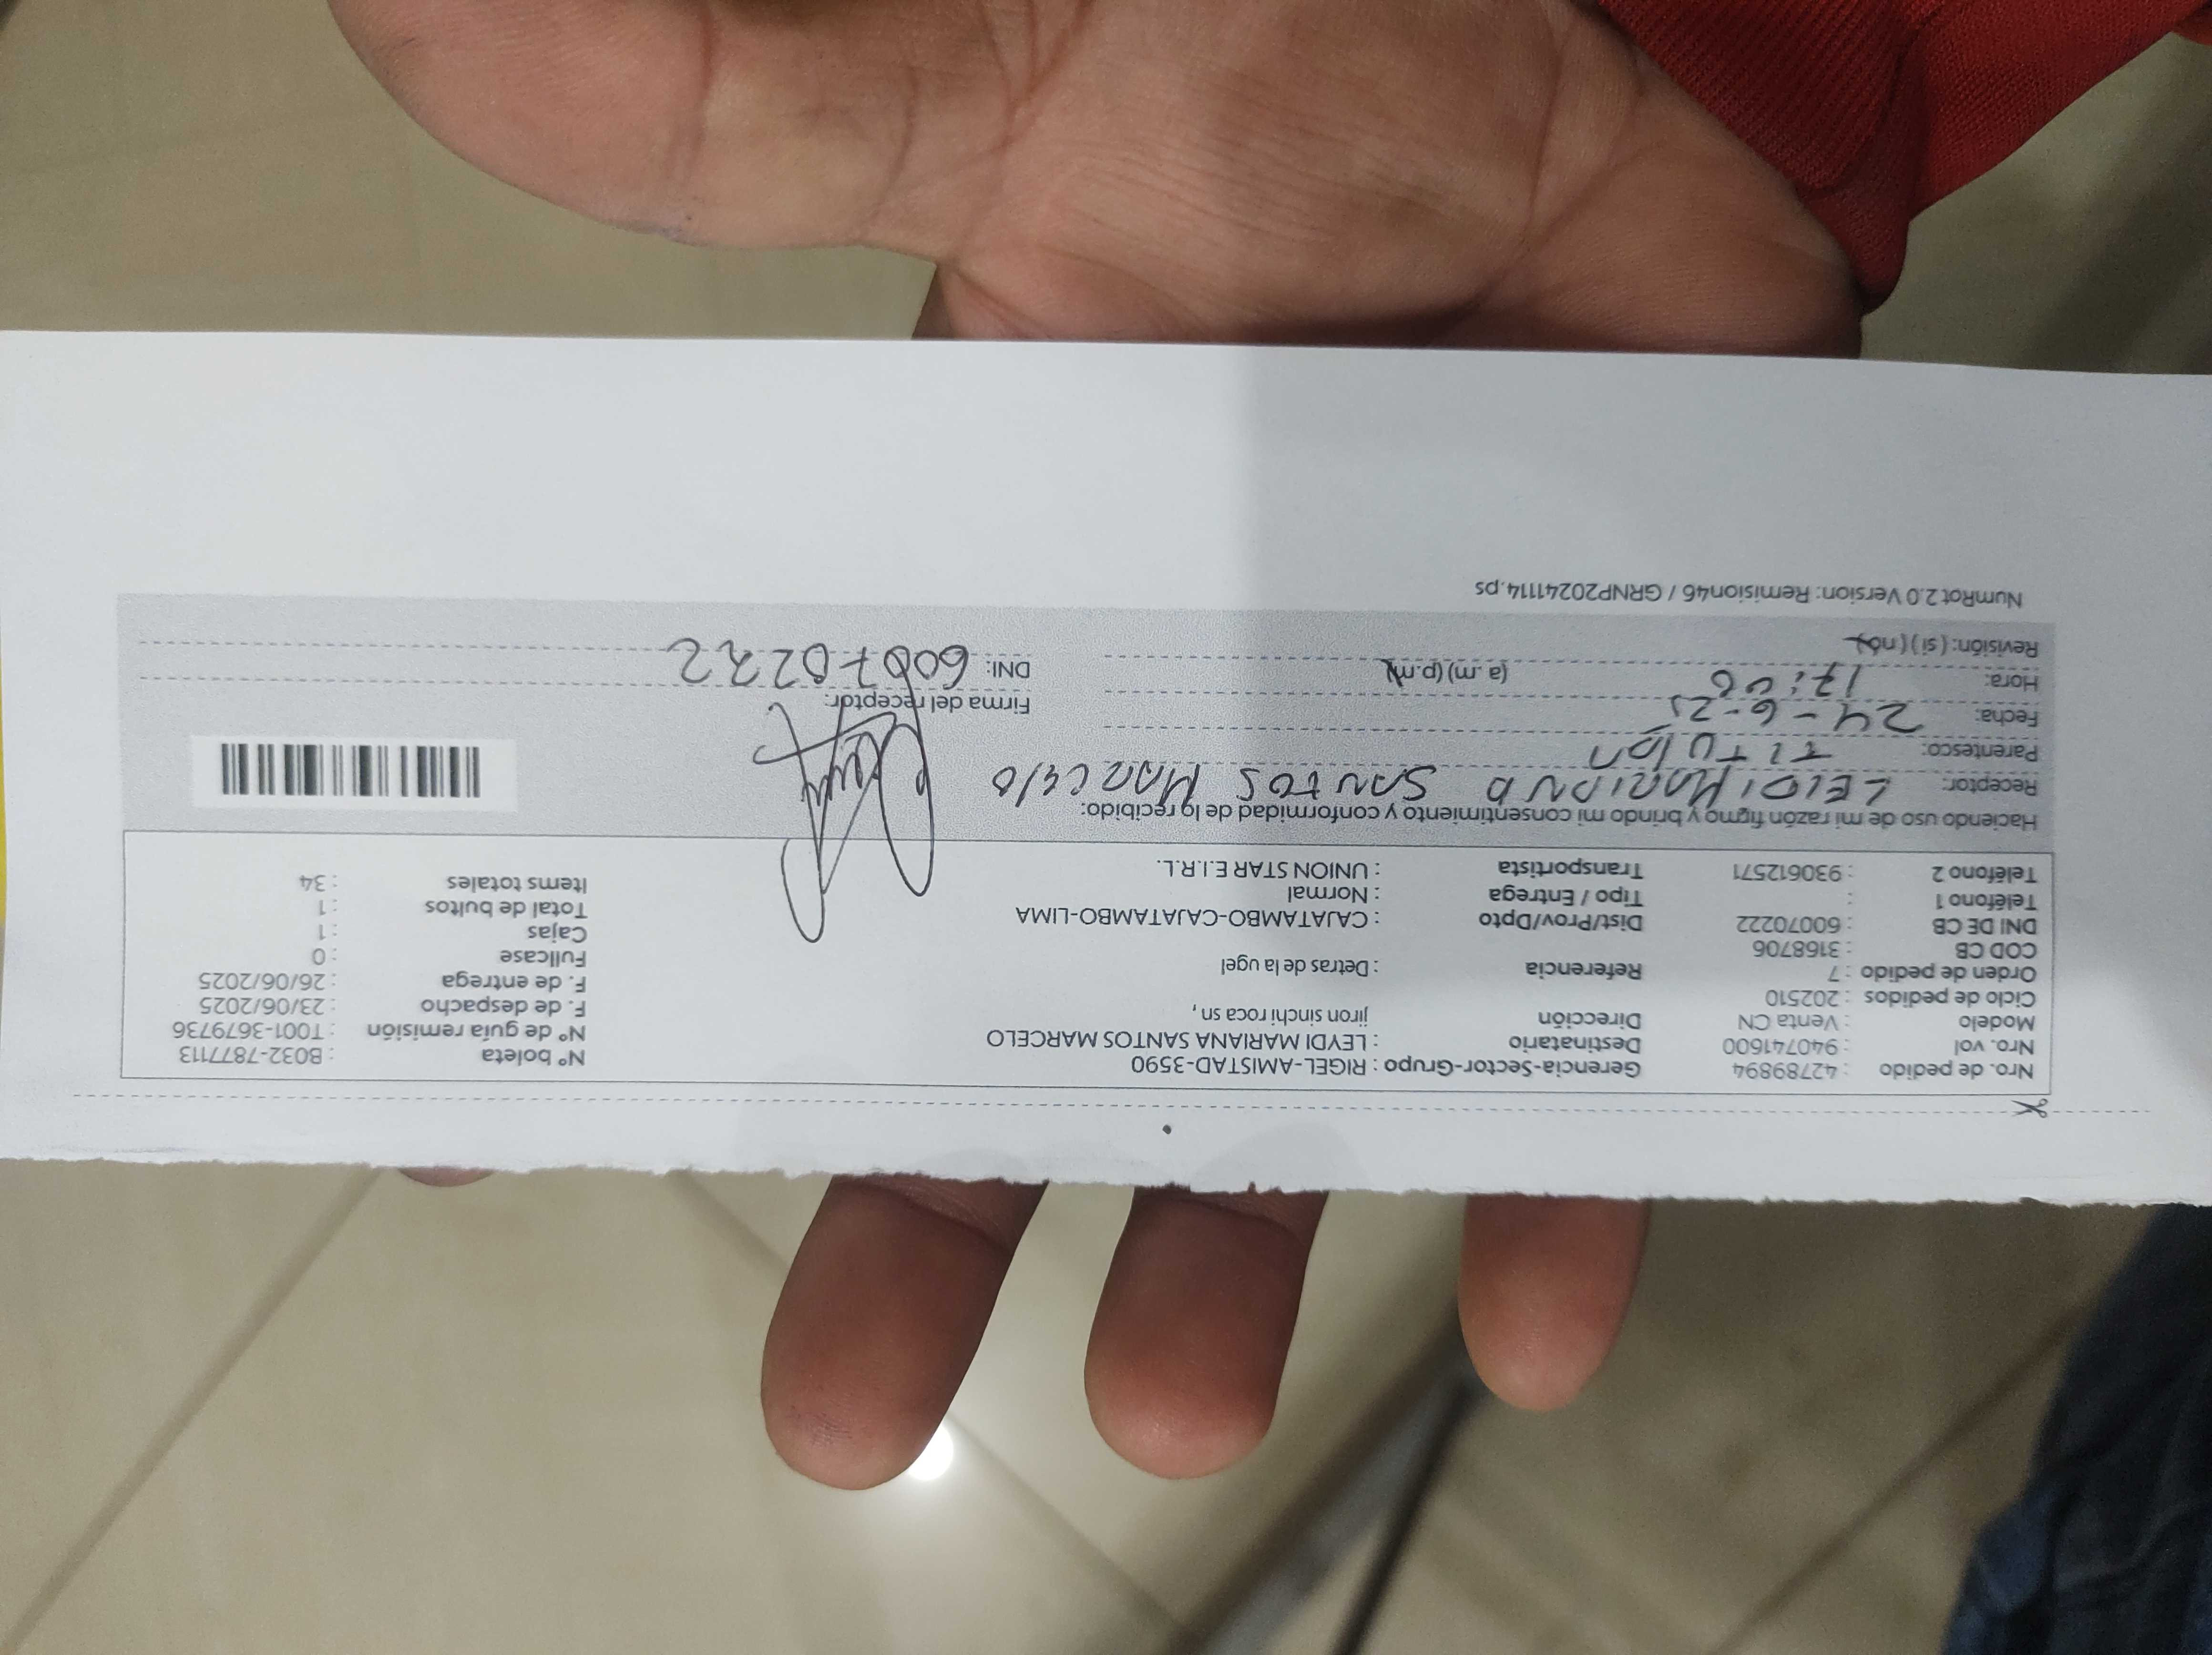 Nro. de pedido : 42789894 Gerencia-Sector-Grupo : RIGEL-AMISTAD-3590 Nº boleta : B032-7877113
Nro. vol : 940741600 Destinatario : LEYDI MARIANA SANTOS MARCELO Nº de guía remisión : T001-3679736
Modelo : Venta CN Dirección jiron sinchi roca sn , F. de despacho : 23/06/2025
Ciclo de pedidos : 202510 F. de entrega : 26/06/2025
Orden de pedido : 7 Referencia : Detras de la ugel Fullcase : 0
COD CB : 3168706 Cajas : 1
DNI DE CB : 60070222 Dist/Prov/Dpto : CAJATAMBO-CAJATAMBO-LIMA Total de bultos : 1
Teléfono 1 : Tipo / Entrega : Normal Items totales : 34
Teléfono 2 : 930612571 Transportista : UNION STAR E.I.R.L.
Haciendo uso de mi razón figmo y brindo mi consentimiento y conformidad de lo recibido:
Receptor: LEIDI MARIANA SANTOS MARCELO
Parentesco: TITULAR
Fecha: 24-6-25 Firma del receptor:
Hora: 17:06 (a.m) (p.m) DNI: 60070222
Revisión: (si) (no)
NumRot 2.0 Version: Remision46 / GRNP20241114.ps